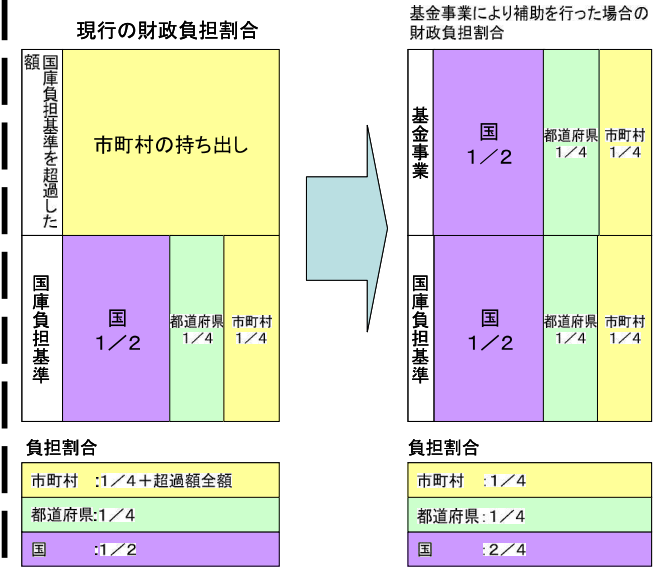 現行の財政負担割合
国庫負担基準を超過した
額
市町村の持ち出し
国庫負担基準
国
1/2
都道府県
1/4
市町村
1/4
負担割合
市町村 :1/4+超過額全額
都道府県:1/4
国 :1/2
基金事業により補助を行った場合の
財政負担割合
基金事業
国
1/2
都道府県
1/4
市町村
1/4
国庫負担基準
国
1/2
都道府県
1/4
市町村
1/4
負担割合
市町村 :1/4
都道府県:1/4
国 :2/4